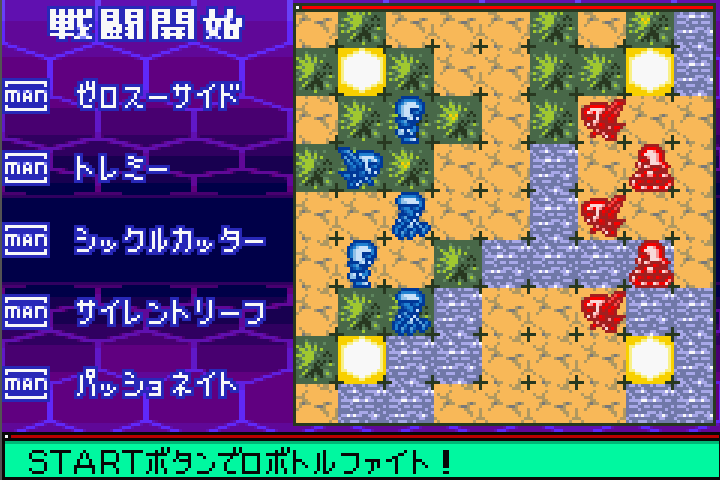 戦闘開始
MAN ゼロスーサイド
MAN トレミー
MAN シックルカッター
MAN サイレントリーフ
MAN パッショネイト
STARTボタンでロボトルファイト！